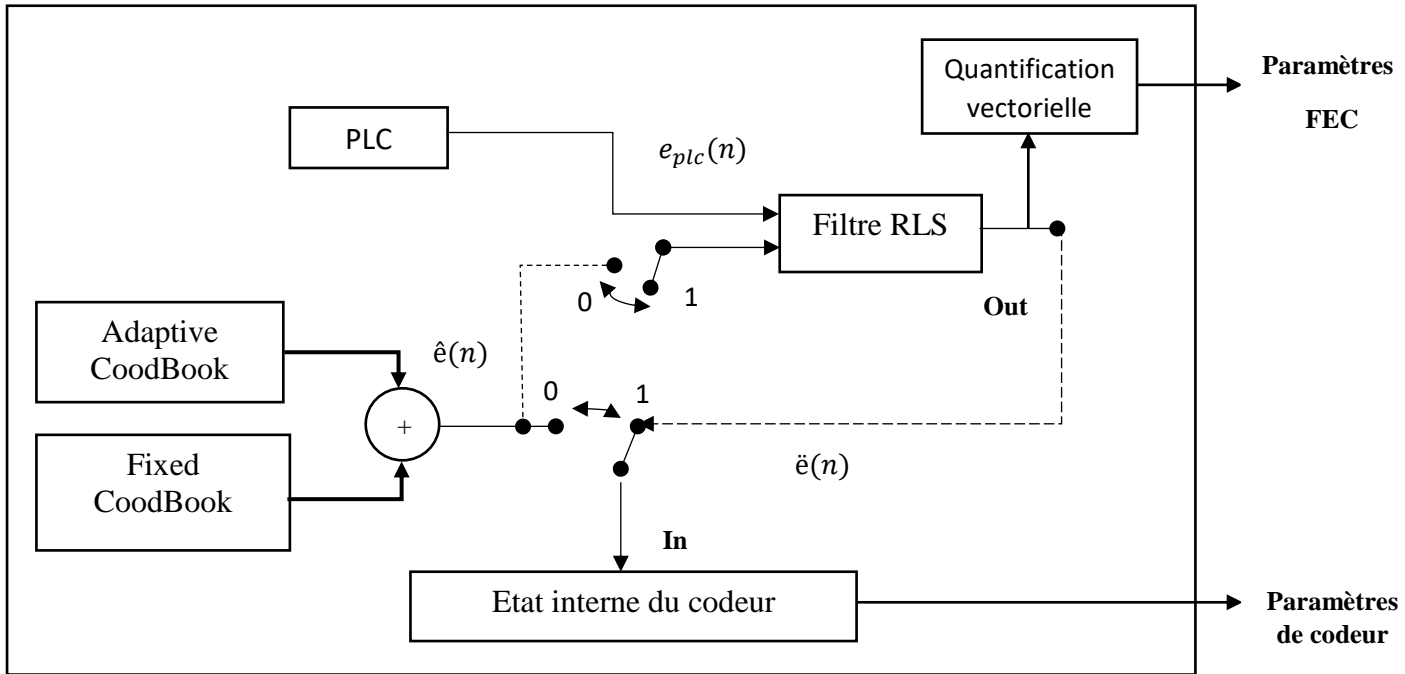 Quantification
vectorielle
Paramètres
FEC
PLC
e_plc(n)
Filtre RLS
0
1
Out
Adaptive
CoodBook
ê(n)
0
1
+
ë(n)
Fixed
CoodBook
In
Etat interne du codeur
Paramètres
de codeur